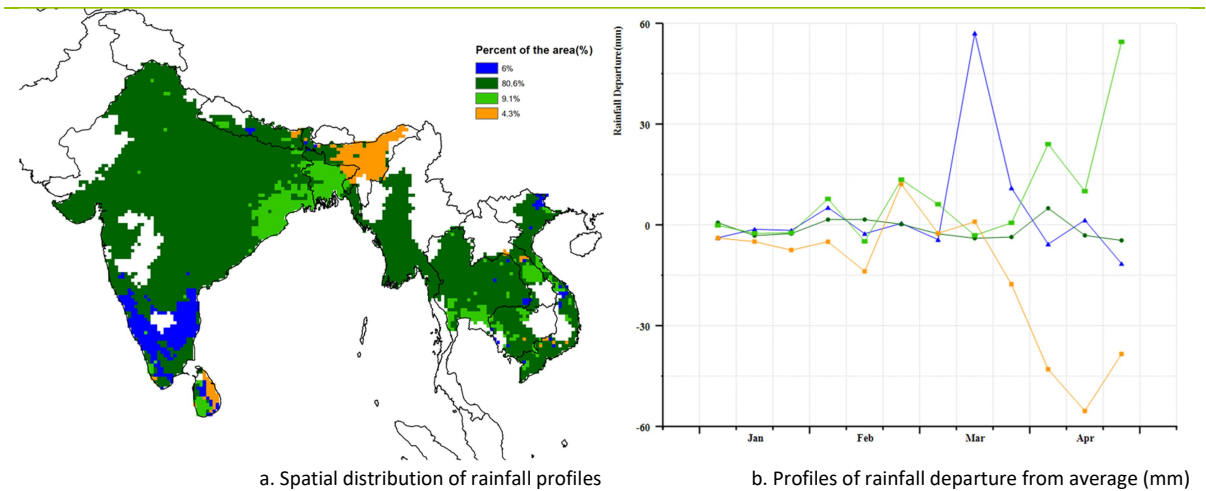 Percent of the area(%)
6%
80.6%
9.1%
4.3%
60
30
0
-30
-60
Rainfall Departure(mm)
Jan Feb Mar Apr
a. Spatial distribution of rainfall profiles b. Profiles of rainfall departure from average (mm)